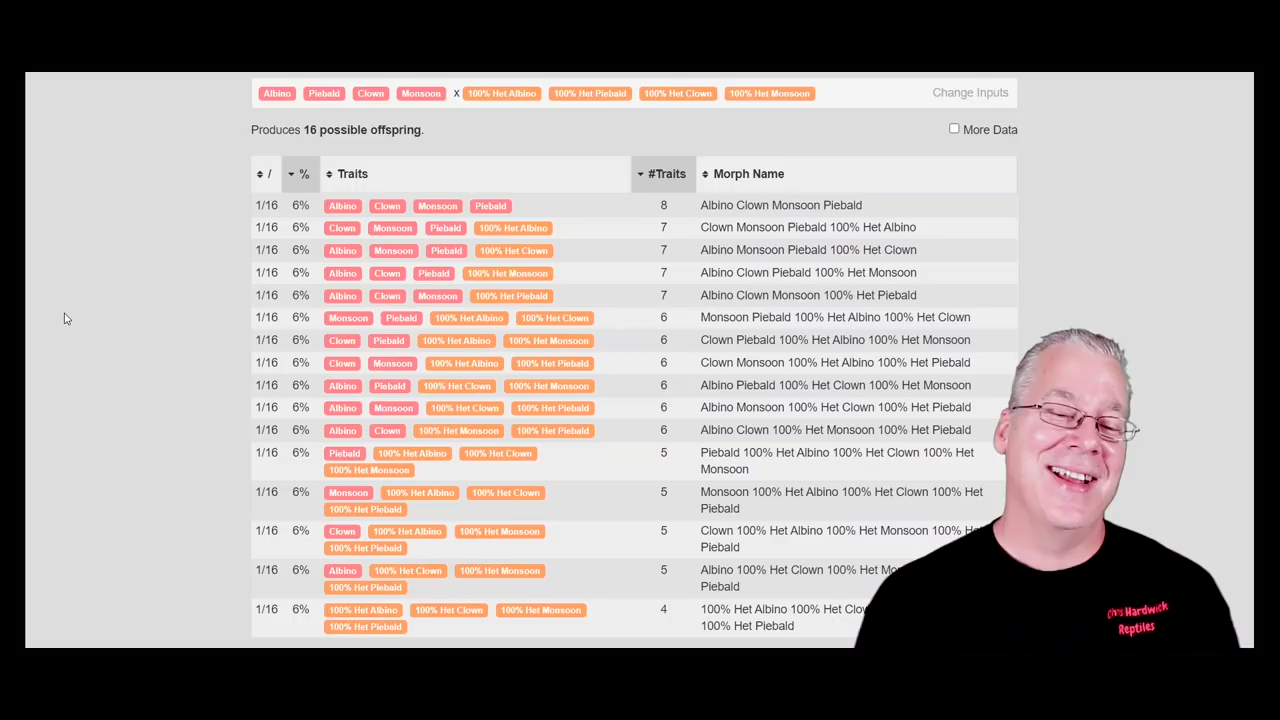 Albino Piebald Clown Monsoon X 100% Het Albino 100% Het Piebald 100% Het Clown 100% Het Monsoon Change Inputs
Produces 16 possible offspring. More Data
/ % Traits #Traits Morph Name
1/16 6% Albino Clown Monsoon Piebald 8 Albino Clown Monsoon Piebald
1/16 6% Clown Monsoon Piebald 100% Het Albino 7 Clown Monsoon Piebald 100% Het Albino
1/16 6% Albino Monsoon Piebald 100% Het Clown 7 Albino Monsoon Piebald 100% Het Clown
1/16 6% Albino Clown Piebald 100% Het Monsoon 7 Albino Clown Piebald 100% Het Monsoon
1/16 6% Albino Clown Monsoon 100% Het Piebald 7 Albino Clown Monsoon 100% Het Piebald
1/16 6% Monsoon Piebald 100% Het Albino 100% Het Clown 6 Monsoon Piebald 100% Het Albino 100% Het Clown
1/16 6% Clown Piebald 100% Het Albino 100% Het Monsoon 6 Clown Piebald 100% Het Albino 100% Het Monsoon
1/16 6% Clown Monsoon 100% Het Albino 100% Het Piebald 6 Clown Monsoon 100% Het Albino 100% Het Piebald
1/16 6% Albino Piebald 100% Het Clown 100% Het Monsoon 6 Albino Piebald 100% Het Clown 100% Het Monsoon
1/16 6% Albino Monsoon 100% Het Clown 100% Het Piebald 6 Albino Monsoon 100% Het Clown 100% Het Piebald
1/16 6% Albino Clown 100% Het Monsoon 100% Het Piebald 6 Albino Clown 100% Het Monsoon 100% Het Piebald
1/16 6% Piebald 100% Het Albino 100% Het Clown 5 Piebald 100% Het Albino 100% Het Clown 100% Het
100% Het Monsoon Monsoon
1/16 6% Monsoon 100% Het Albino 100% Het Clown 5 Monsoon 100% Het Albino 100% Het Clown 100% Het
100% Het Piebald Piebald
1/16 6% Clown 100% Het Albino 100% Het Monsoon 5 Clown 100% Het Albino 100% Het Monsoon 100%
100% Het Piebald Piebald
1/16 6% Albino 100% Het Clown 100% Het Monsoon 5 Albino 100% Het Clown 100% Het
100% Het Piebald Piebald
1/16 6% 100% Het Albino 100% Het Clown 100% Het Monsoon 4 100% Het Albino 100% Het
100% Het Piebald 100% Het Piebald
Chris Hardwick
Reptiles